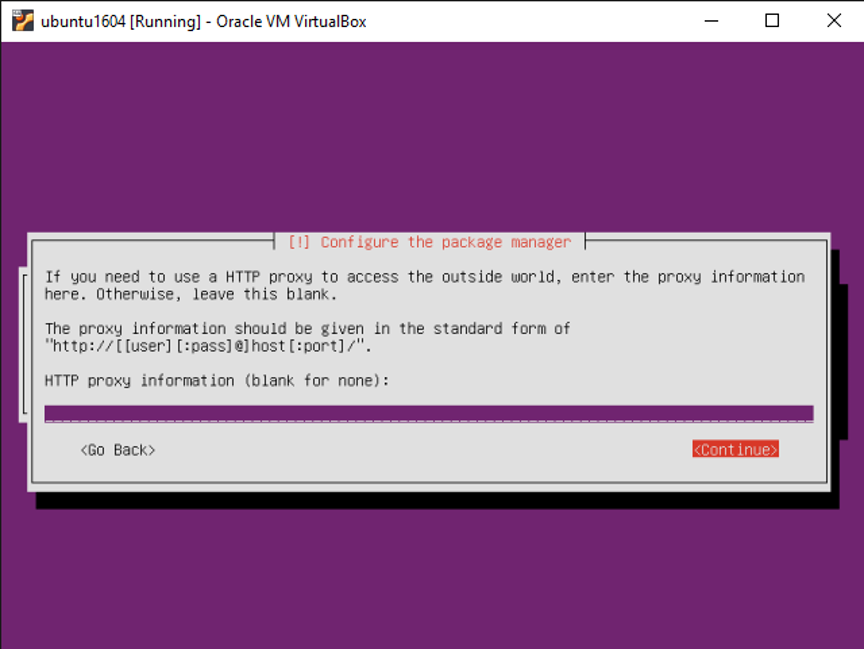 ubuntu1604 [Running] - Oracle VM VirtualBox
[!] Configure the package manager
If you need to use a HTTP proxy to access the outside world, enter the proxy information
here. Otherwise, leave this blank.
The proxy information should be given in the standard form of
"http://[[user][:pass]@]host[:port]/".
HTTP proxy information (blank for none):
<Go Back>
<Continue>